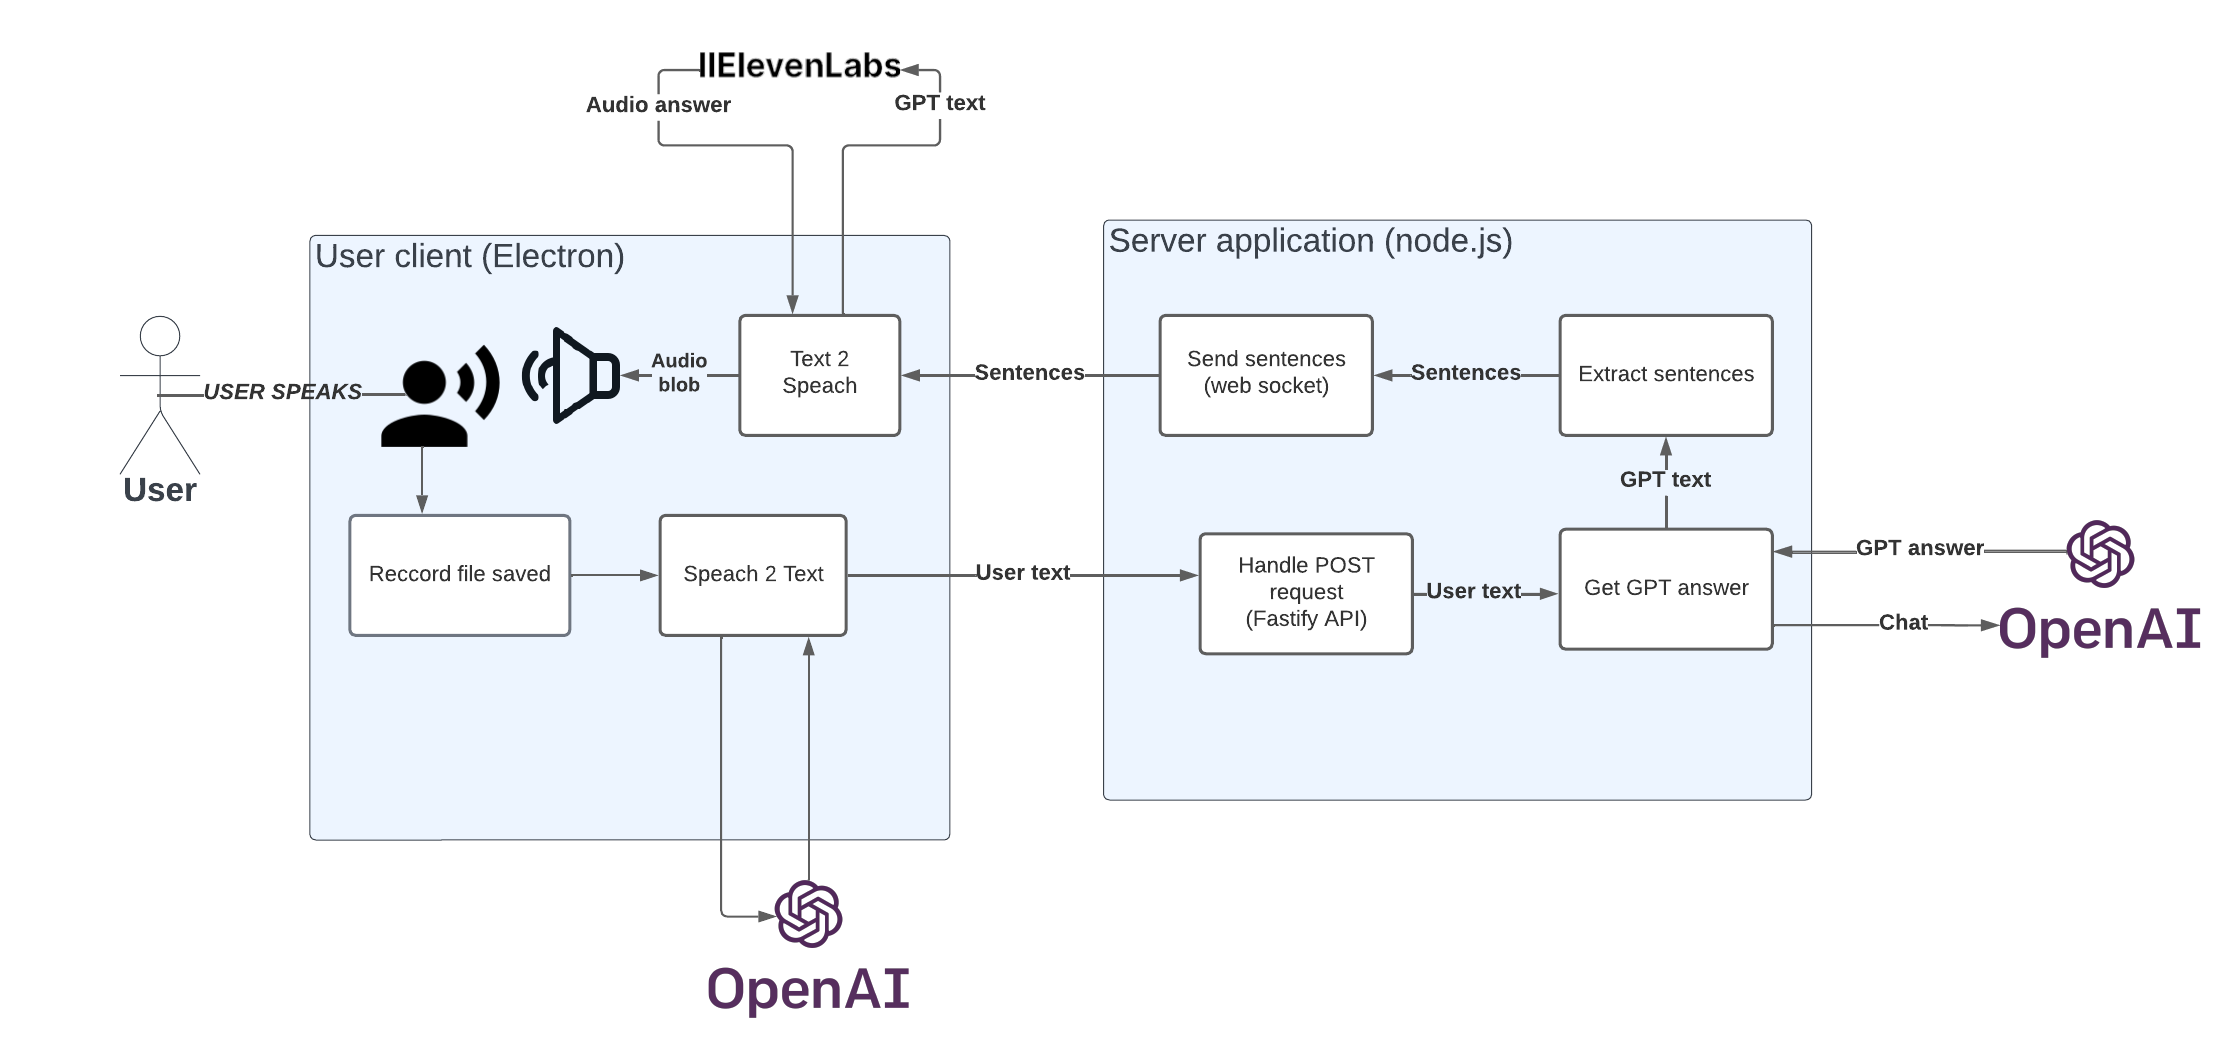 IIElevenLabs
Audio answer
GPT text
User client (Electron)
Server application (node.js)
USER SPEAKS
User
Audio
blob
Text 2
Speach
Sentences
Send sentences
(web socket)
Sentences
Extract sentences
GPT text
Reccord file saved
Speach 2 Text
User text
Handle POST
request
(Fastify API)
User text
Get GPT answer
GPT answer
Chat
OpenAI
OpenAI